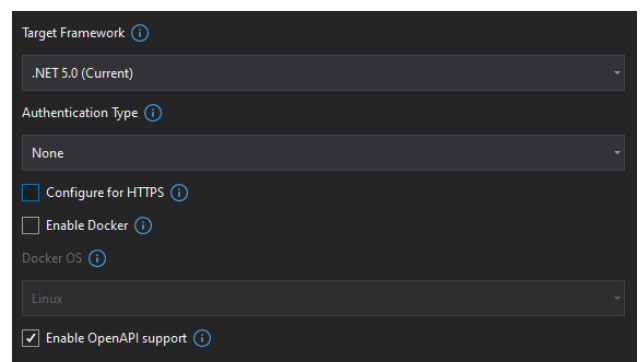 Target Framework
.NET 5.0 (Current)
Authentication Type
None
Configure for HTTPS
Enable Docker
Docker OS
Linux
Enable OpenAPI support